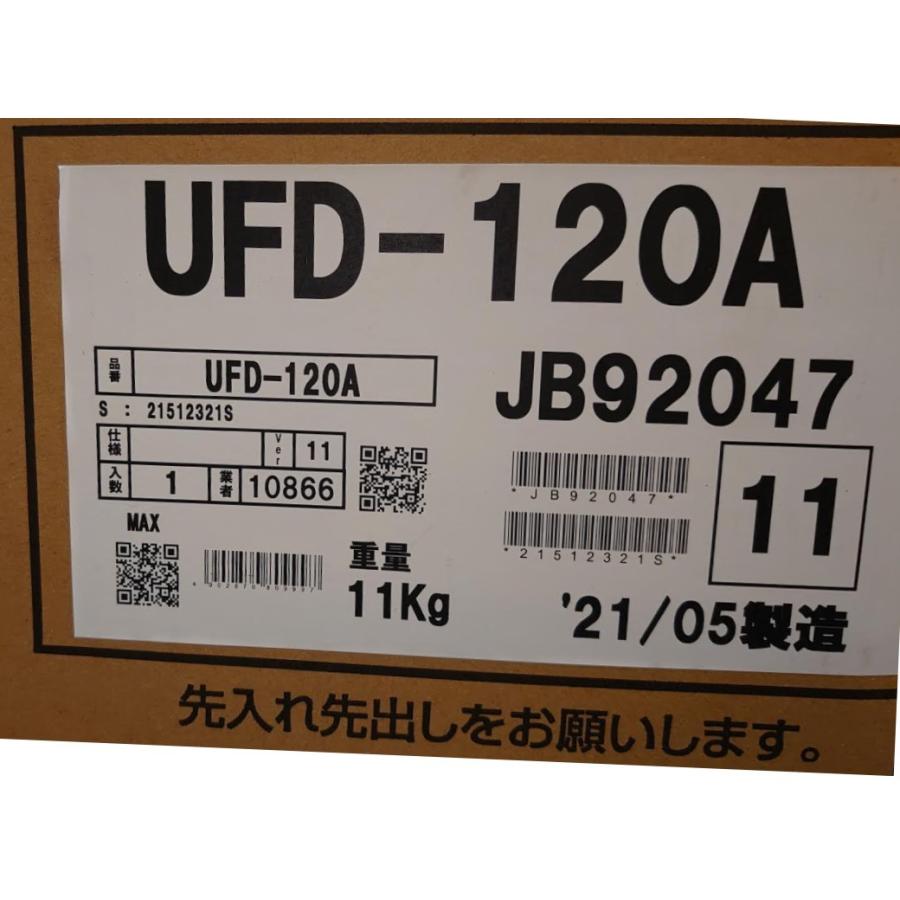 UFD-120A
品番 UFD-120A
JB92047
S : 21512321S
仕様 Ver 11
入数 1 業者 10866
*JB92047*
11
*21512321S*
MAX
重量
11Kg
'21/05製造
先入れ先出しをお願いします。